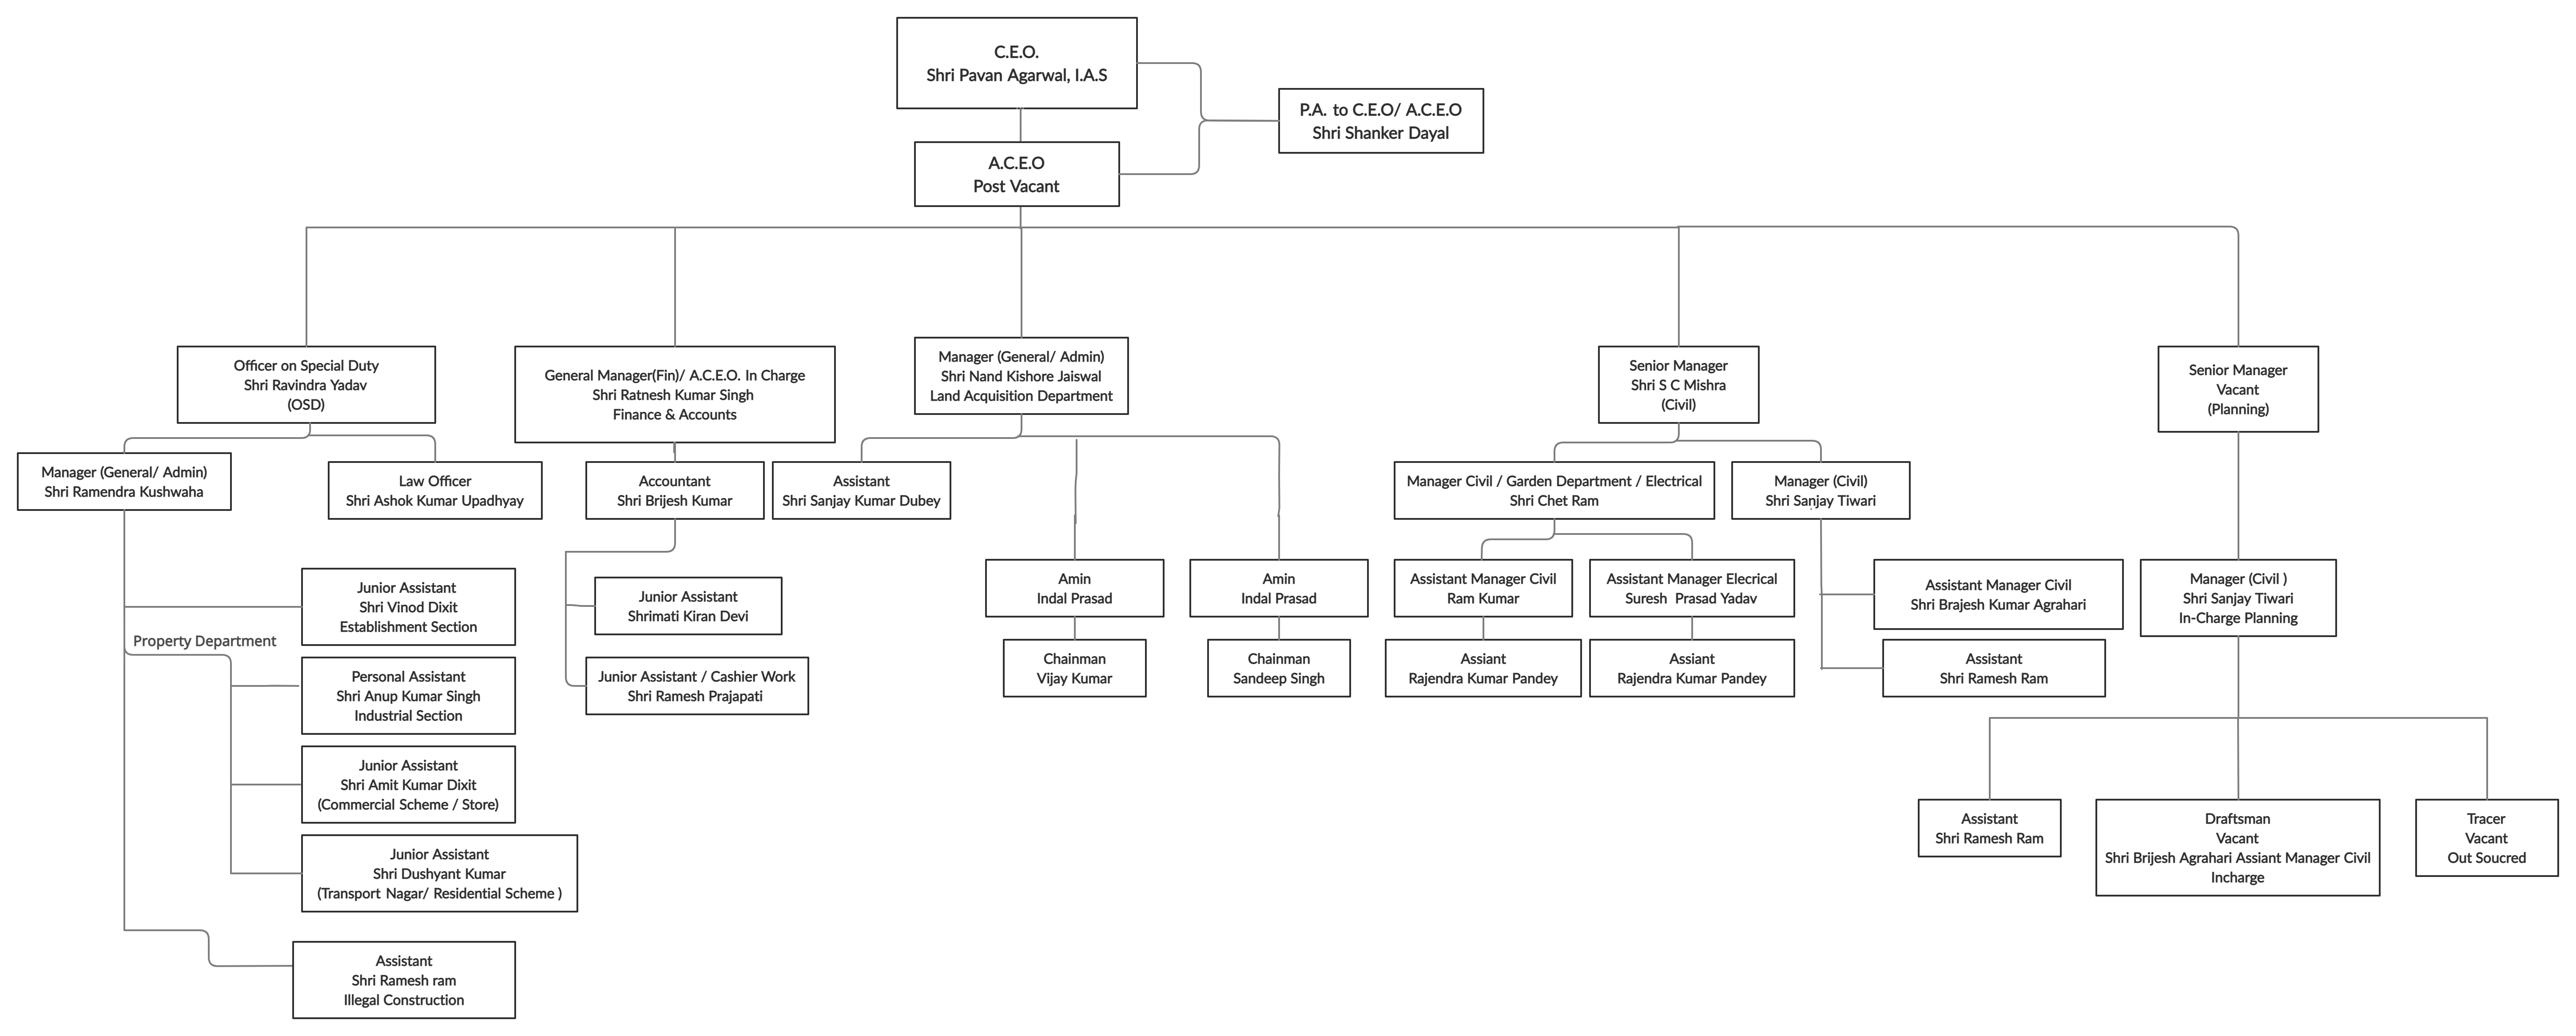 C.E.O.
Shri Pavan Agarwal, I.A.S
P.A. to C.E.O/ A.C.E.O
Shri Shanker Dayal
A.C.E.O
Post Vacant
Officer on Special Duty
Shri Ravindra Yadav
(OSD)
General Manager(Fin)/ A.C.E.O. In Charge
Shri Ratnesh Kumar Singh
Finance & Accounts
Manager (General/ Admin)
Shri Nand Kishore Jaiswal
Land Acquisition Department
Senior Manager
Shri S C Mishra
(Civil)
Senior Manager
Vacant
(Planning)
Manager (General/ Admin)
Shri Ramendra Kushwaha
Law Officer
Shri Ashok Kumar Upadhyay
Accountant
Shri Brijesh Kumar
Assistant
Shri Sanjay Kumar Dubey
Manager Civil / Garden Department / Electrical
Shri Chet Ram
Manager (Civil)
Shri Sanjay Tiwari
Junior Assistant
Shri Vinod Dixit
Establishment Section
Junior Assistant
Shrimati Kiran Devi
Amin
Indal Prasad
Amin
Indal Prasad
Assistant Manager Civil
Ram Kumar
Assistant Manager Elecrical
Suresh Prasad Yadav
Assistant Manager Civil
Shri Brajesh Kumar Agrahari
Manager (Civil )
Shri Sanjay Tiwari
In-Charge Planning
Property Department
Personal Assistant
Shri Anup Kumar Singh
Industrial Section
Junior Assistant / Cashier Work
Shri Ramesh Prajapati
Chainman
Vijay Kumar
Chainman
Sandeep Singh
Assiant
Rajendra Kumar Pandey
Assiant
Rajendra Kumar Pandey
Assistant
Shri Ramesh Ram
Junior Assistant
Shri Amit Kumar Dixit
(Commercial Scheme / Store)
Junior Assistant
Shri Dushyant Kumar
(Transport Nagar/ Residential Scheme )
Assistant
Shri Ramesh Ram
Draftsman
Vacant
Shri Brijesh Agrahari Assiant Manager Civil
Incharge
Tracer
Vacant
Out Soucred
Assistant
Shri Ramesh ram
Illegal Construction